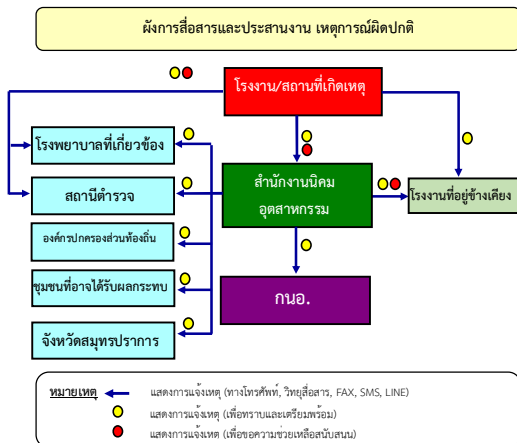 ผังการสื่อสารและประสานงาน เหตุการณ์ผิดปกติ
โรงงาน/สถานที่เกิดเหตุ
โรงพยาบาลที่เกี่ยวข้อง
สถานีตำรวจ
องค์กรปกครองส่วนท้องถิ่น
ชุมชนที่อาจได้รับผลกระทบ
จังหวัดสมุทรปราการ
สำนักงานนิคม
อุตสาหกรรม
โรงงานที่อยู่ข้างเคียง
กนอ.
หมายเหตุ
แสดงการแจ้งเหตุ (ทางโทรศัพท์, วิทยุสื่อสาร, FAX, SMS, LINE)
แสดงการแจ้งเหตุ (เพื่อทราบและเตรียมพร้อม)
แสดงการแจ้งเหต (เพื่อขอความช่วยเหลือสนับสนน)